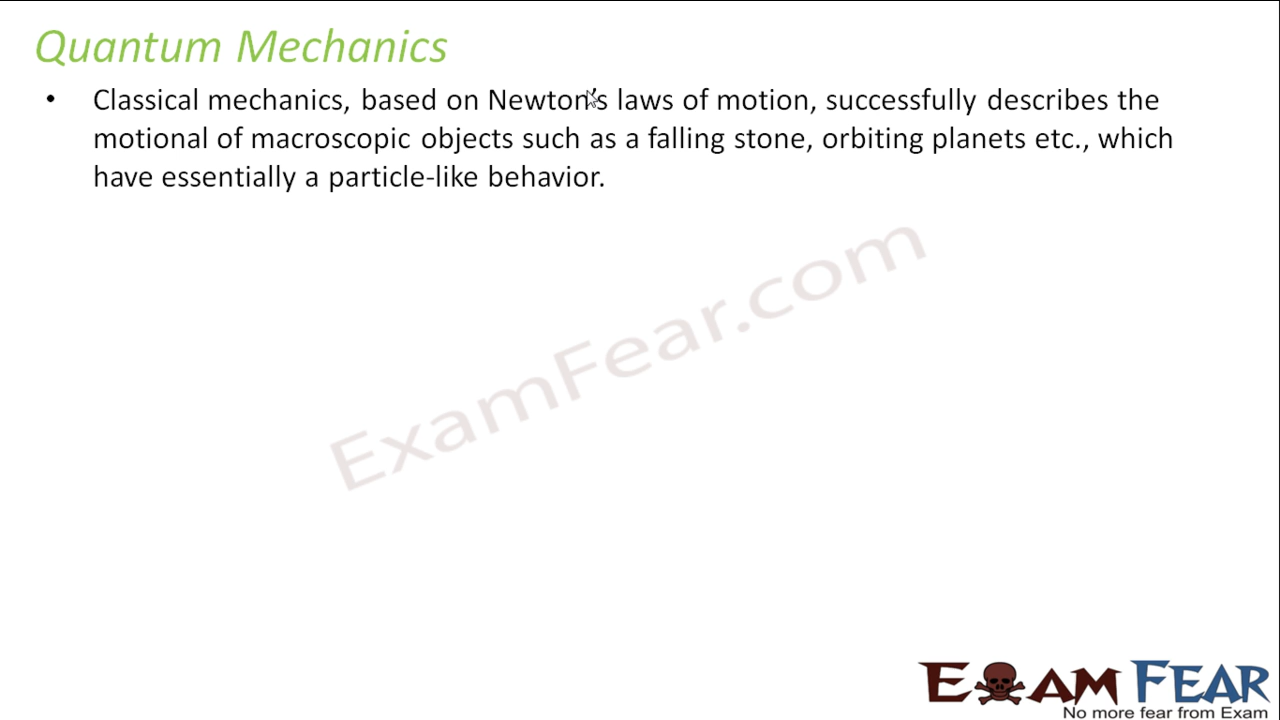 Quantum Mechanics
• Classical mechanics, based on Newton's laws of motion, successfully describes the
motional of macroscopic objects such as a falling stone, orbiting planets etc., which
have essentially a particle-like behavior.
ExamFear.com
EXAM FEAR
No more fear from Exam